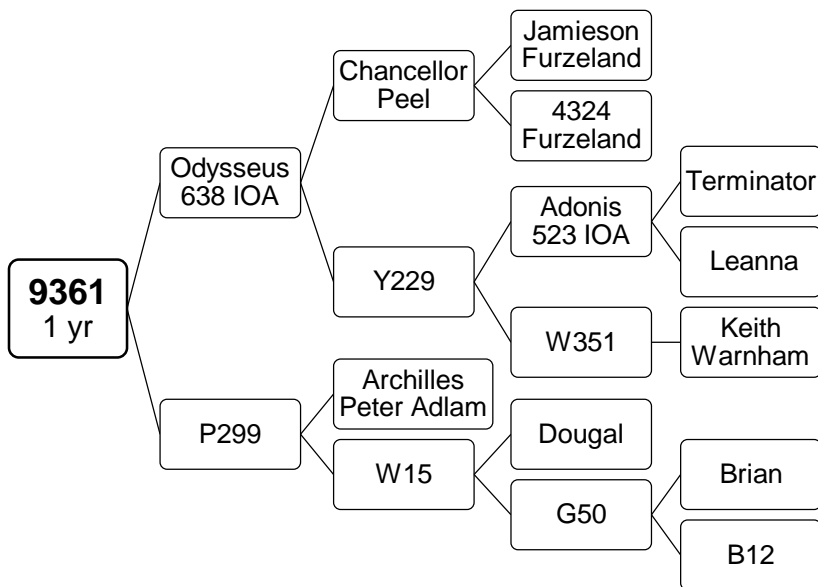 Jamieson
Furzeland
Chancellor
Peel
4324
Furzeland
Odysseus
638 IOA
Terminator
Adonis
523 IOA
Leanna
Y229
9361
1 yr
W351
Keith
Warnham
Archilles
Peter Adlam
P299
Dougal
W15
Brian
G50
B12